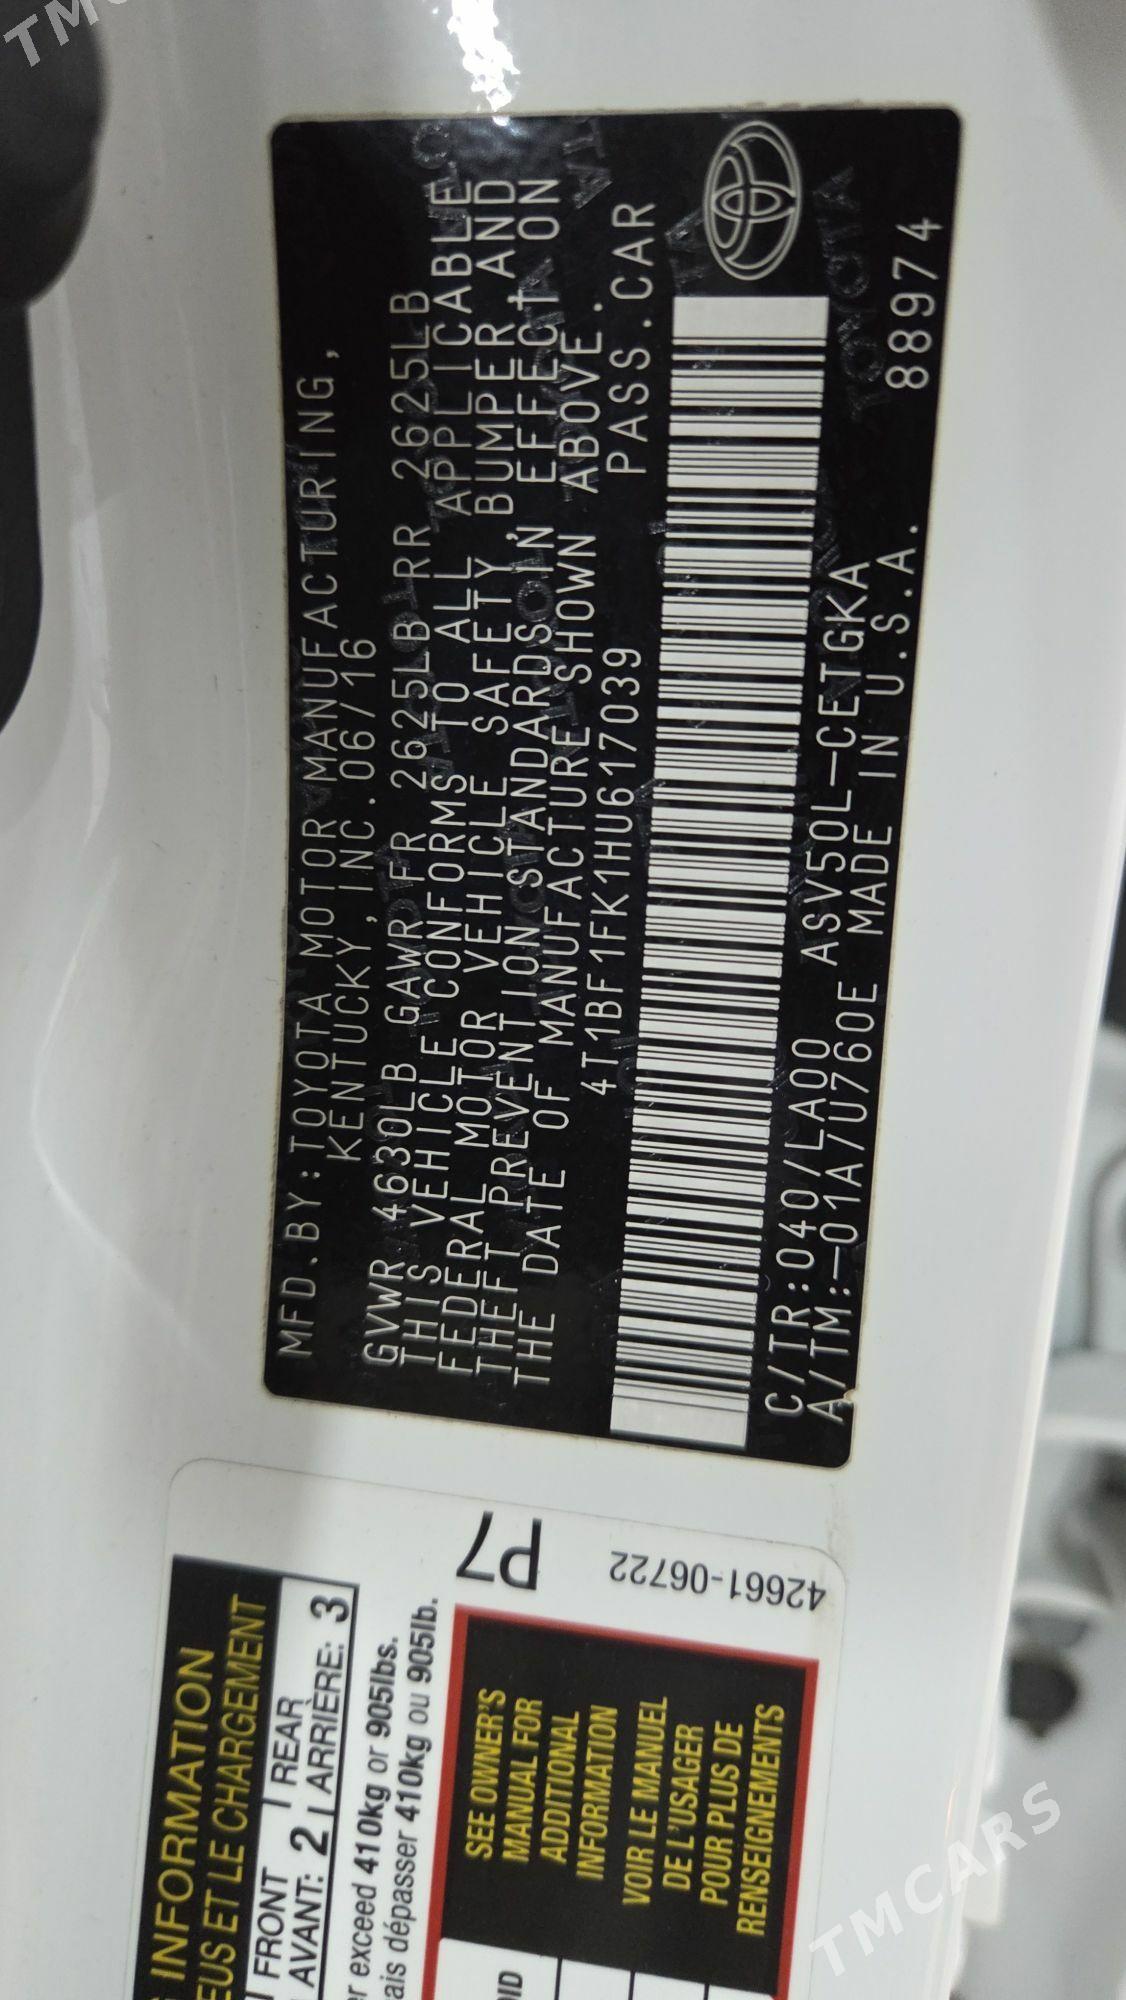 MFD.BY:TOYOTA MOTOR MANUFACTURING,
KENTUCKY,INC.06/16
GVWR 4630LB GAWR FR 2625LB RR 2625LB
THIS VEHICLE CONFORMS TO ALL APPLICABLE
FEDERAL MOTOR VEHICLE SAFETY,BUMPER,AND
THEFT PREVENTION STANDARDS IN EFFECT ON
THE DATE OF MANUFACTURE SHOWN ABOVE.
4T1BF1FK1HU617039 PASS.CAR
C/TR:040/LA00 ASV50L-CETGKA
A/TM:-01A/U760E MADE IN U.S.A. 88974
INFORMATION
EUS ET LE CHARGEMENT
FRONT REAR
AVANT: 2 ARRIÈRE: 3
r exceed 410kg or 905lbs.
ais dépasser 410kg ou 905lb.
P7
42661-06722
SEE OWNER'S
MANUAL FOR
ADDITIONAL
INFORMATION
VOIR LE MANUEL
DE L'USAGER
POUR PLUS DE
RENSEIGNEMENTS
TMCARS